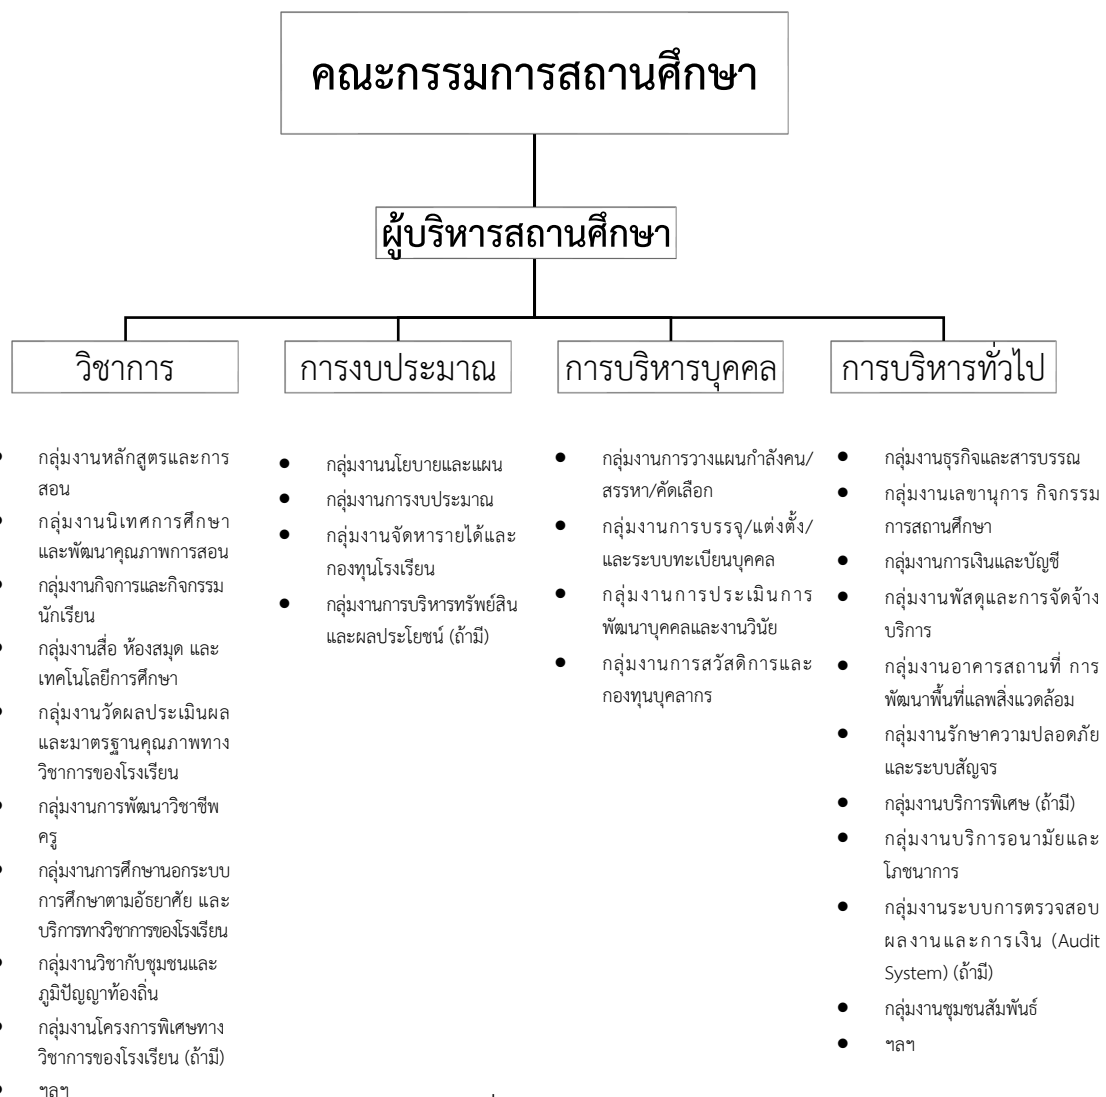 คณะกรรมการสถานศึกษา
ผู้บริหารสถานศึกษา
วิชาการ
การงบประมาณ
การบริหารบุคคล
การบริหารทั่วไป
กลุ่มงานหลักสูตรและการ
สอน
กลุ่มงานนิเทศการศึกษา
และพัฒนาคุณภาพการสอน
กลุ่มงานกิจการและกิจกรรม
นักเรียน
กลุ่มงานสื่อ ห้องสมุด และ
เทคโนโลยีการศึกษา
กลุ่มงานวัดผลประเมินผล
และมาตรฐานคุณภาพทาง
วิชาการของโรงเรียน
กลุ่มงานการพัฒนาวิชาชีพ
ครู
กลุ่มงานการศึกษานอกระบบ
การศึกษาตามอัธยาศัย และ
บริการทางวิชาการของโรงเรียน
กลุ่มงานวิชากับชุมชนและ
ภูมิปัญญาท้องถิ่น
กลุ่มงานโครงการพิเศษทาง
วิชาการของโรงเรียน (ถ้ามี)
ฯลฯ
กลุ่มงานนโยบายและแผน
กลุ่มงานการงบประมาณ
กลุ่มงานจัดหารายได้และ
กองทุนโรงเรียน
กลุ่มงานการบริหารทรัพย์สิน
และผลประโยชน์ (ถ้ามี)
กลุ่มงานการวางแผนกำลังคน/
สรรหา/คัดเลือก
กลุ่มงานการบรรจุ/แต่งตั้ง/
และระบบทะเบียนบุคคล
กลุ่มงานการประเมินการ
พัฒนาบุคคลและงานวินัย
กลุ่มงานการสวัสดิการและ
กองทุนบุคลากร
กลุ่มงานธุรกิจและสารบรรณ
กลุ่มงานเลขานุการ กิจกรรม
การสถานศึกษา
กลุ่มงานการเงินและบัญชี
กลุ่มงานพัสดุและการจัดจ้าง
บริการ
กลุ่มงานอาคารสถานที่ การ
พัฒนาพื้นที่แลพสิ่งแวดล้อม
กลุ่มงานรักษาความปลอดภัย
และระบบสัญจร
กลุ่มงานบริการพิเศษ (ถ้ามี)
กลุ่มงานบริการอนามัยและ
โภชนาการ
กลุ่มงานระบบการตรวจสอบ
ผลงานและการเงิน (Audit
System) (ถ้ามี)
กลุ่มงานชุมชนสัมพันธ์
ฯลฯ